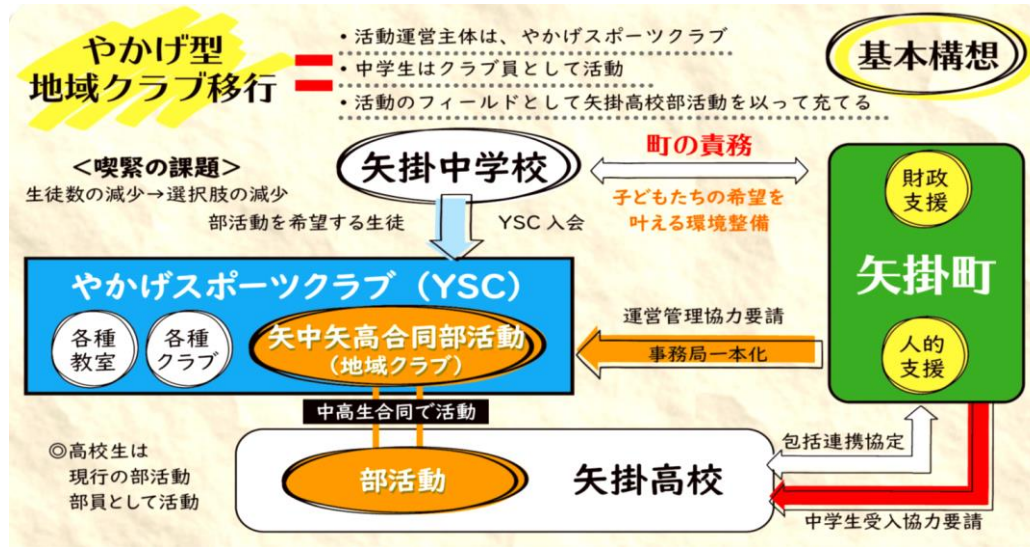 やかげ型
地域クラブ移行
・活動運営主体は、やかげスポーツクラブ
・中学生はクラブ員として活動
・活動のフィールドとして矢掛高校部活動を以って充てる
基本構想
<喫緊の課題>
生徒数の減少→選択肢の減少
矢掛中学校
町の責務
子どもたちの希望を
叶える環境整備
部活動を希望する生徒
YSC 入会
財政
支援
矢掛町
人的
支援
やかげスポーツクラブ（YSC）
各種
教室
各種
クラブ
矢中矢高合同部活動
（地域クラブ）
運営管理協力要請
事務局一本化
中高生合同で活動
◎高校生は
現行の部活動
部員として活動
部活動
矢掛高校
包括連携協定
中学生受入協力要請